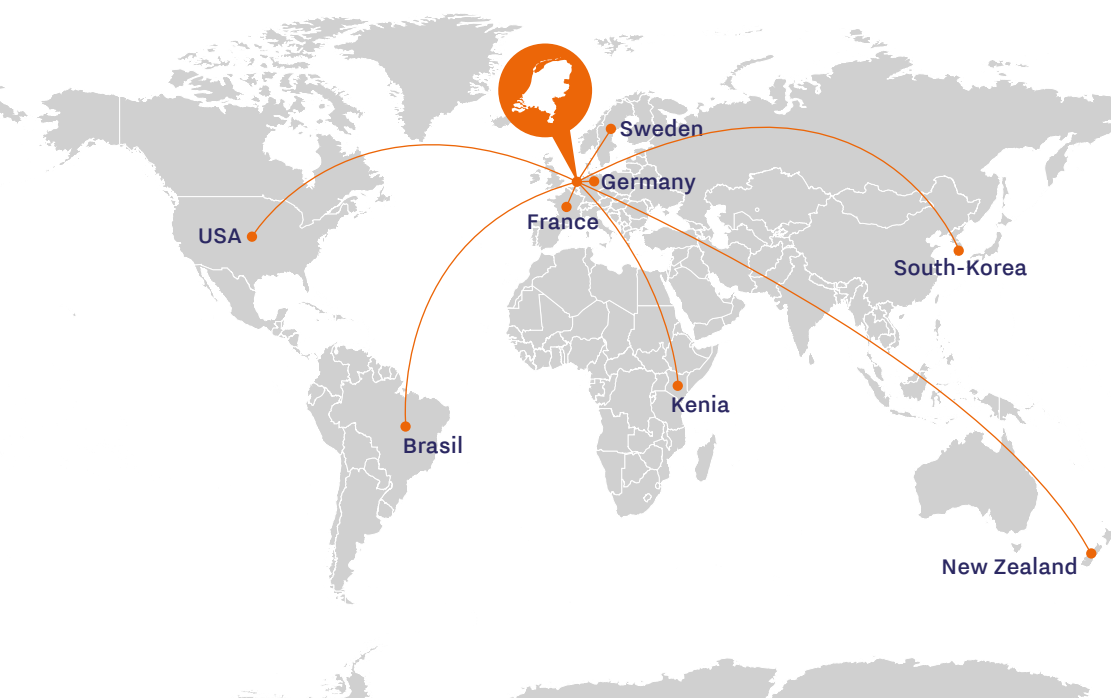 Sweden
Germany
France
USA
South-Korea
Kenia
Brasil
New Zealand